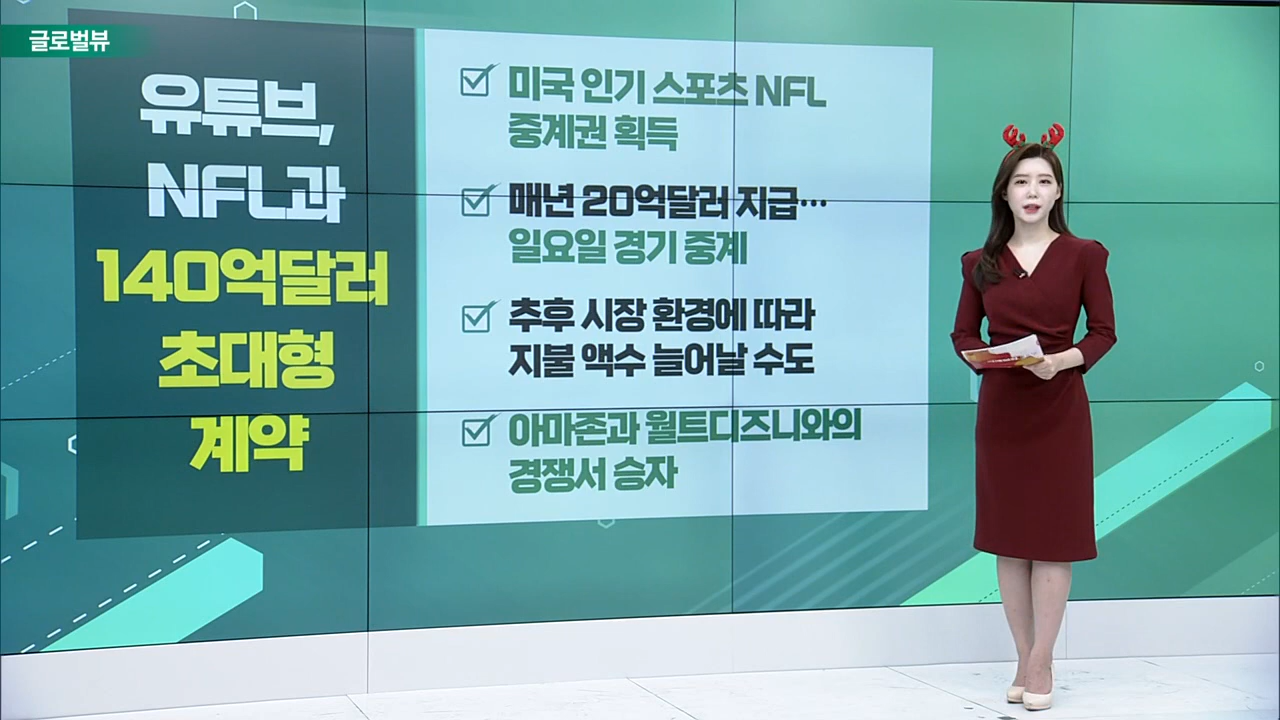 글로벌뷰
유튜브,
NFL과
140억달러
초대형
계약
미국 인기 스포츠 NFL
중계권 획득
매년 20억달러 지급…
일요일 경기 중계
추후 시장 환경에 따라
지불 액수 늘어날 수도
아마존과 월트디즈니와의
경쟁서 승자